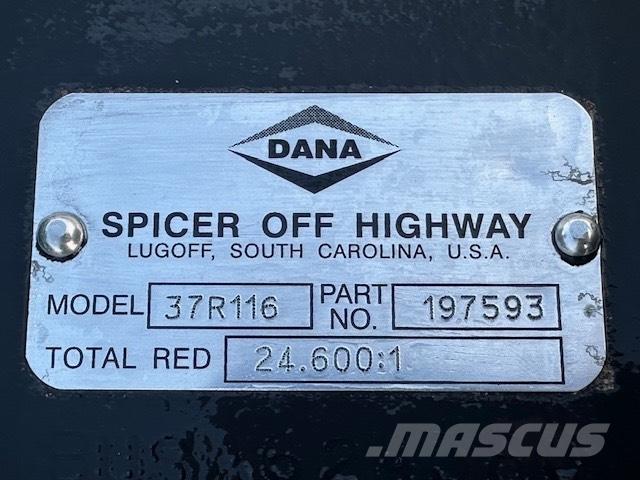 DANA
SPICER OFF HIGHWAY
LUGOFF, SOUTH CAROLINA, U.S.A.
MODEL 37R116 PART NO. 197593
TOTAL RED 24.600:1
MASCUS